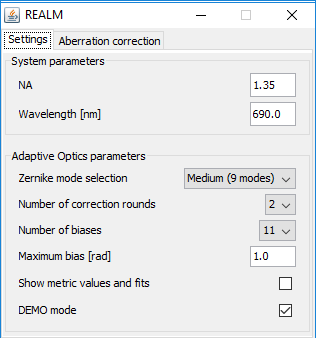 REALM
Settings Aberration correction
System parameters
NA 1.35
Wavelength [nm] 690.0
Adaptive Optics parameters
Zernike mode selection Medium (9 modes)
Number of correction rounds 2
Number of biases 11
Maximum bias [rad] 1.0
Show metric values and fits
DEMO mode